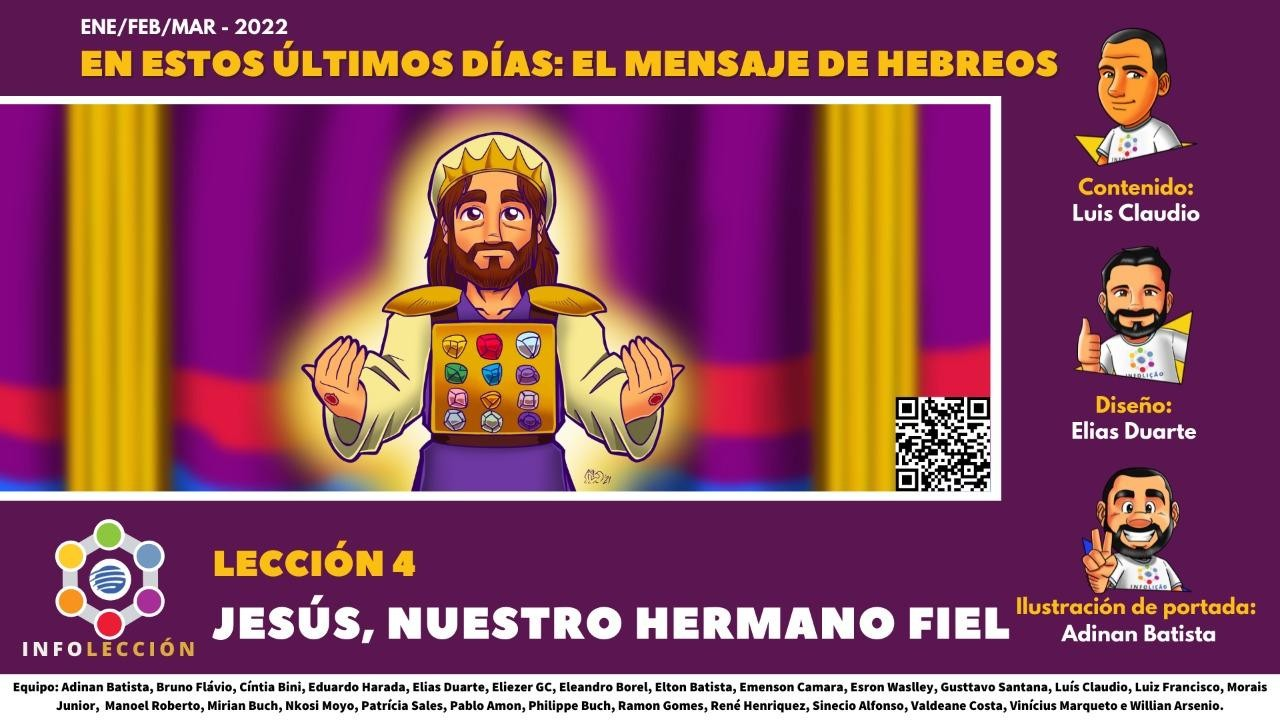 ENE/FEB/MAR - 2022
EN ESTOS ÚLTIMOS DÍAS: EL MENSAJE DE HEBREOS
Contenido:
Luis Claudio
Diseño:
Elias Duarte
Ilustración de portada:
Adinan Batista
LECCIÓN 4
JESÚS, NUESTRO HERMANO FIEL
INFOLECCIÓN
Equipo: Adinan Batista, Bruno Flávio, Cíntia Bini, Eduardo Harada, Elias Duarte, Eliezer GC, Eleandro Borel, Elton Batista, Emenson Camara, Esron Waslley, Gusttavo Santana, Luís Claudio, Luiz Francisco, Morais
Junior, Manoel Roberto, Mirian Buch, Nkosi Moyo, Patrícia Sales, Pablo Amon, Philippe Buch, Ramon Gomes, René Henriquez, Sinecio Alfonso, Valdeane Costa, Vinícius Marqueto e Willian Arsenio.